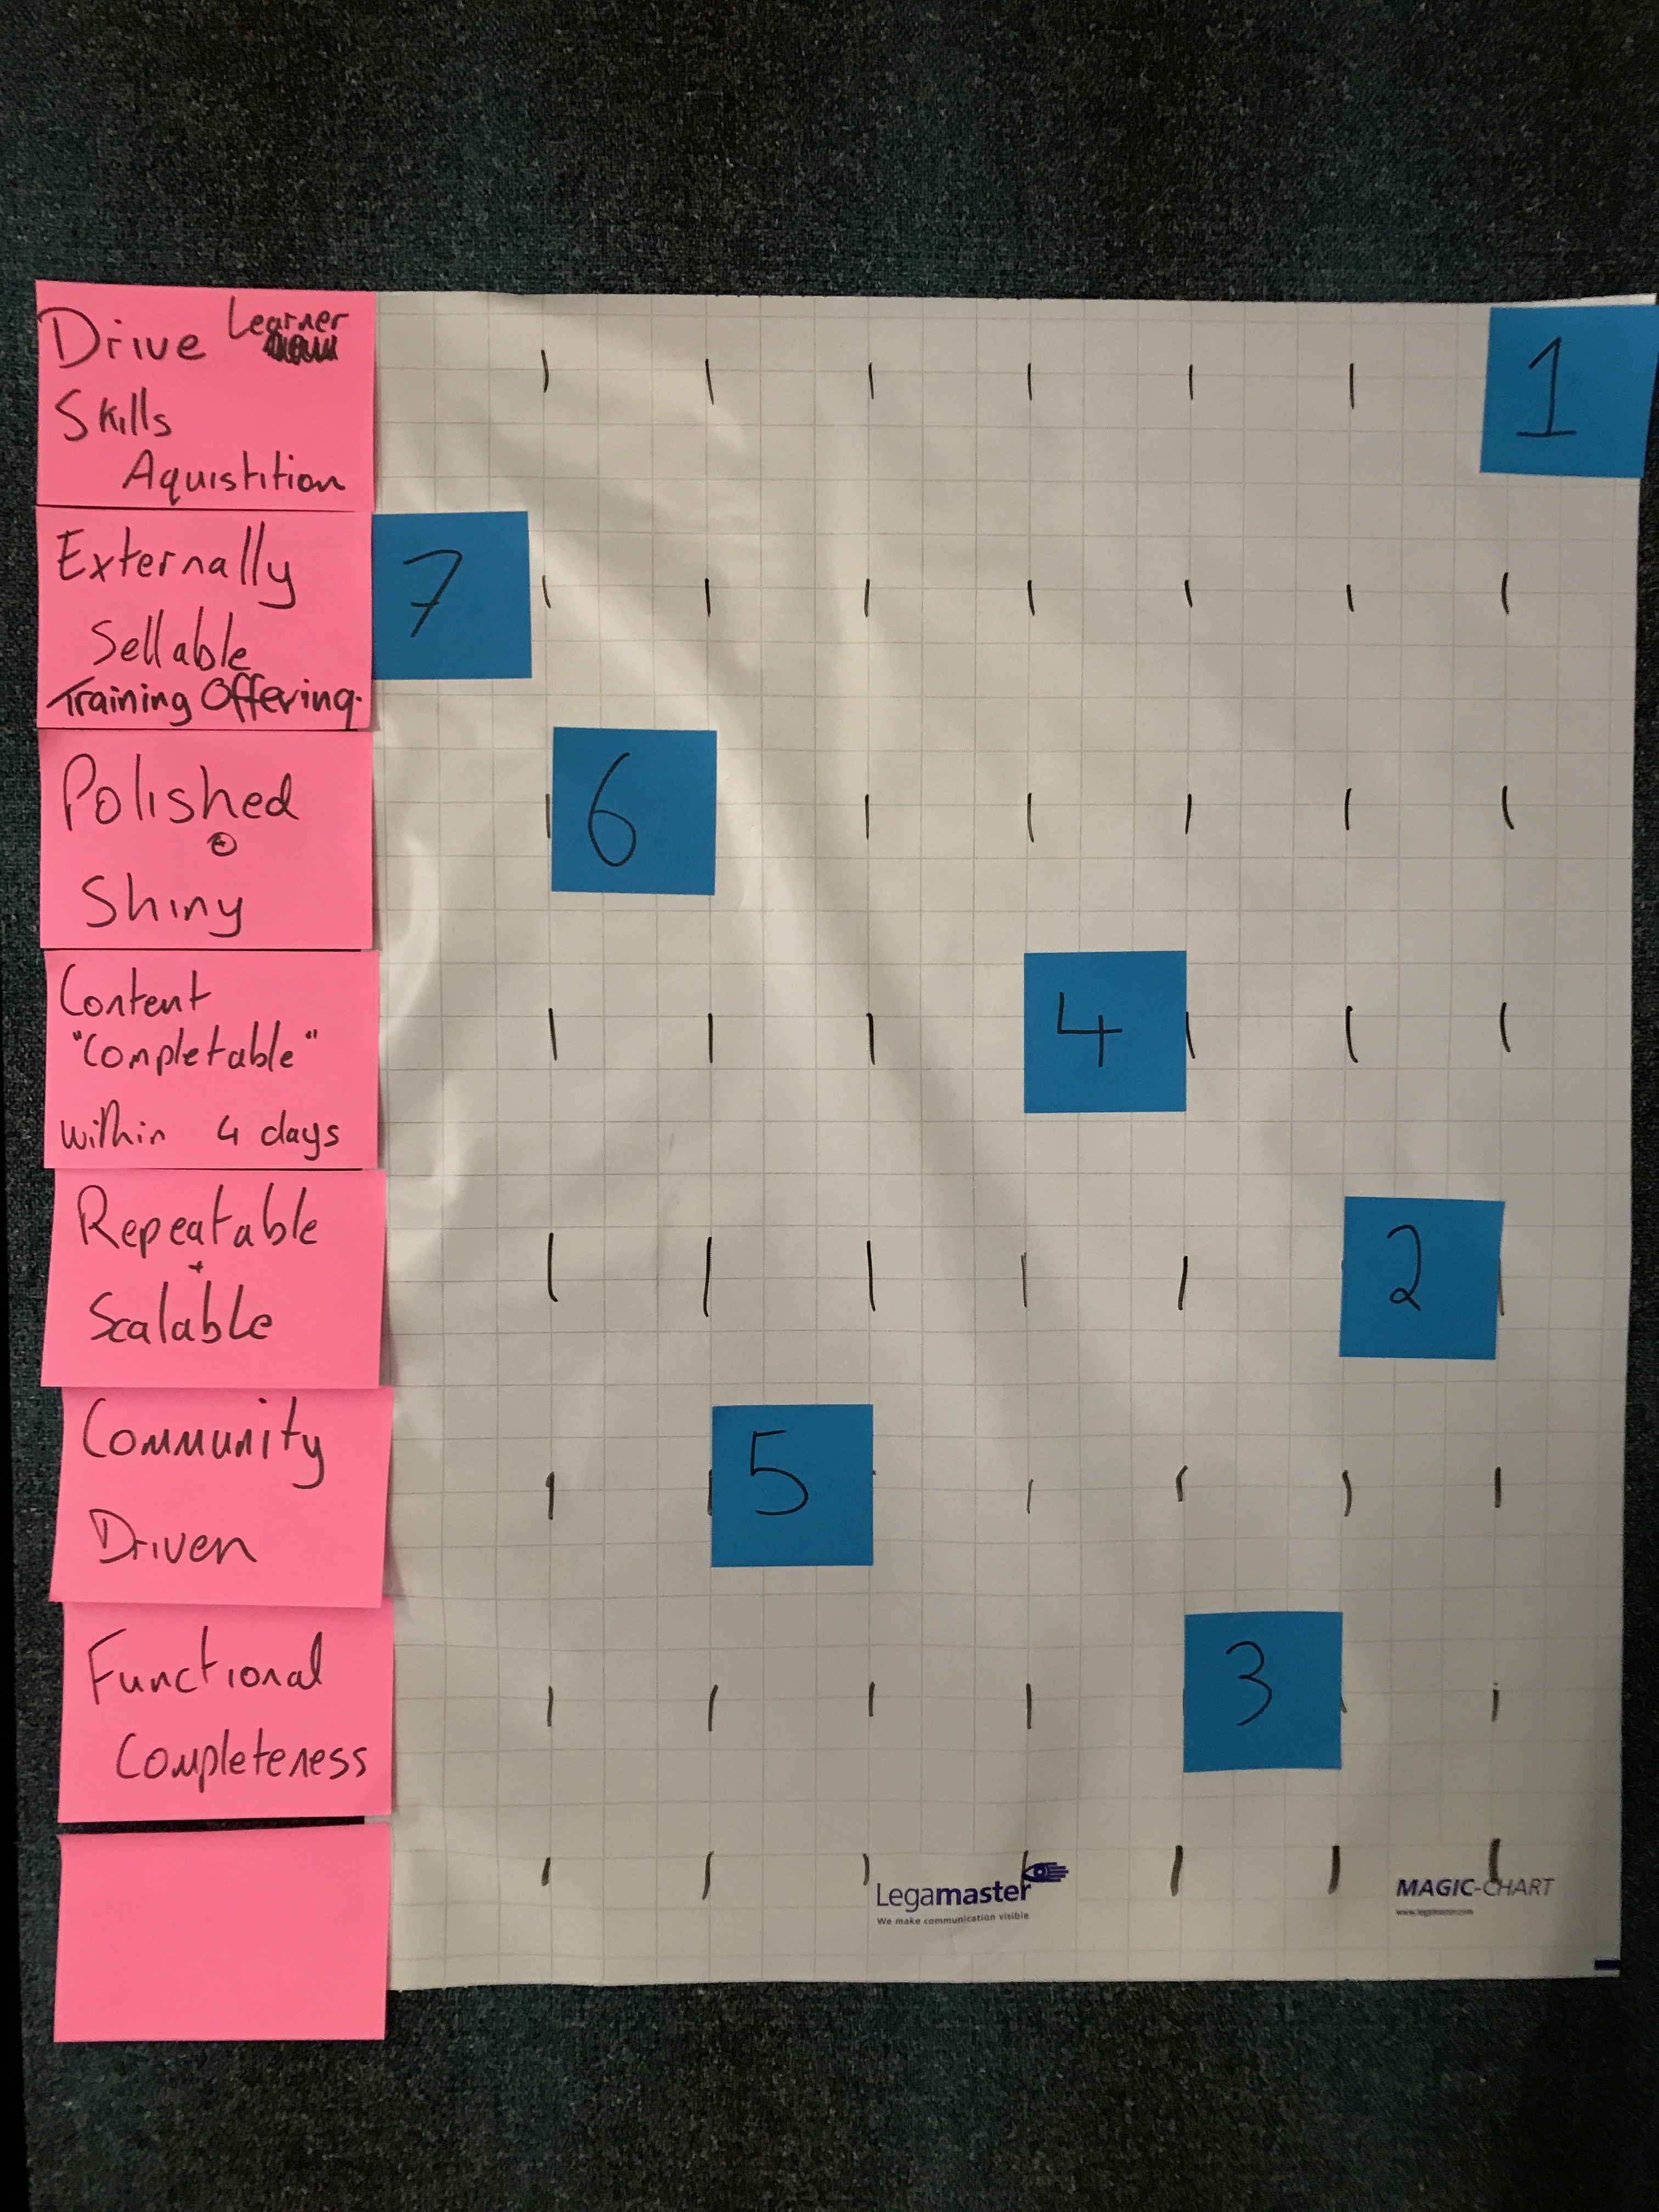 Drive Learner
Skills
Aquistition
1
Externally
Sellable
Training Offering.
7
Polished
+
Shiny
6
Content
"Completable"
within 4 days
4
Repeatable
+
Scalable
2
Community
Driven
5
Functional
Completeness
3
Legamaster
We make communication visible
MAGIC-CHART
www.legamaster.com